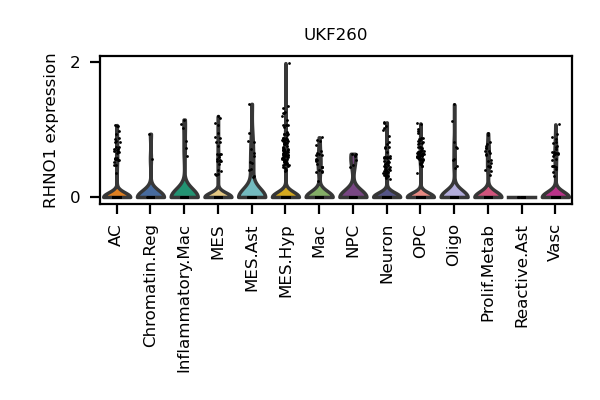 UKF260
RHNO1 expression
2
0
AC
Chromatin.Reg
Inflammatory.Mac
MES
MES.Ast
MES.Hyp
Mac
NPC
Neuron
OPC
Oligo
Prolif.Metab
Reactive.Ast
Vasc